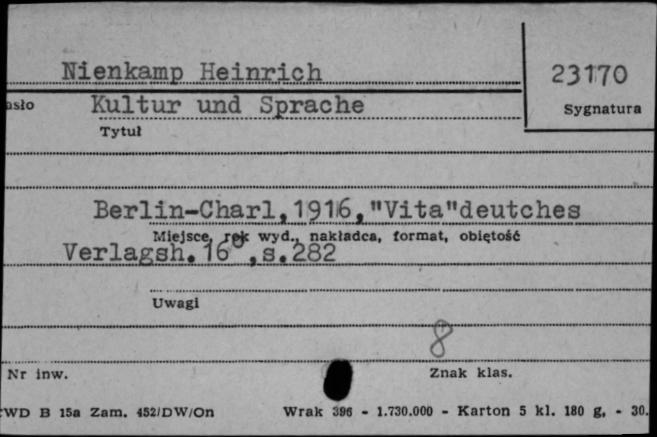 Nienkamp Heinrich
23170
asło Kultur und Sprache
Sygnatura
Tytuł
Berlin-Charl,1916,"Vita"deutches
Miejsce, rok wyd., nakładca, format, objętość
Verlagsh.16°,s.282
Uwagi
8
Nr inw.
Znak klas.
CWD B 15a Zam. 452/DW/On Wrak 396 - 1.730.000 - Karton 5 kl. 180 g, - 30.